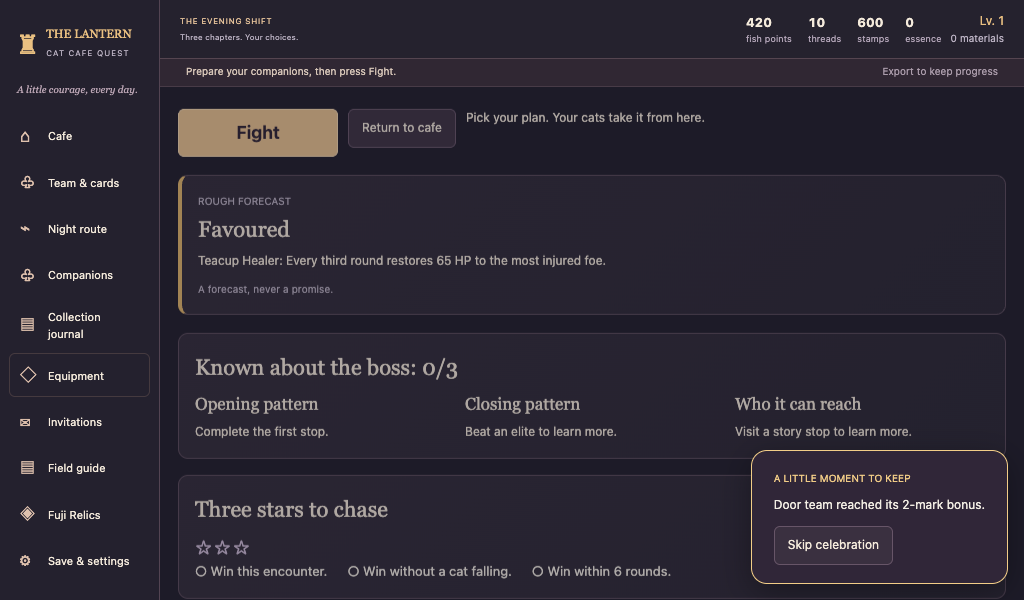 THE LANTERN
CAT CAFE QUEST
A little courage, every day.
Cafe
Team & cards
Night route
Companions
Collection
journal
Equipment
Invitations
Field guide
Fuji Relics
Save & settings
THE EVENING SHIFT
Three chapters. Your choices.
420
fish points
10
threads
600
stamps
0
essence
Lv. 1
0 materials
Prepare your companions, then press Fight.
Export to keep progress
Fight
Return to cafe
Pick your plan. Your cats take it from here.
ROUGH FORECAST
Favoured
Teacup Healer: Every third round restores 65 HP to the most injured foe.
A forecast, never a promise.
Known about the boss: 0/3
Opening pattern
Complete the first stop.
Closing pattern
Beat an elite to learn more.
Who it can reach
Visit a story stop to learn more.
Three stars to chase
Win this encounter.
Win without a cat falling.
Win within 6 rounds.
A LITTLE MOMENT TO KEEP
Door team reached its 2-mark bonus.
Skip celebration